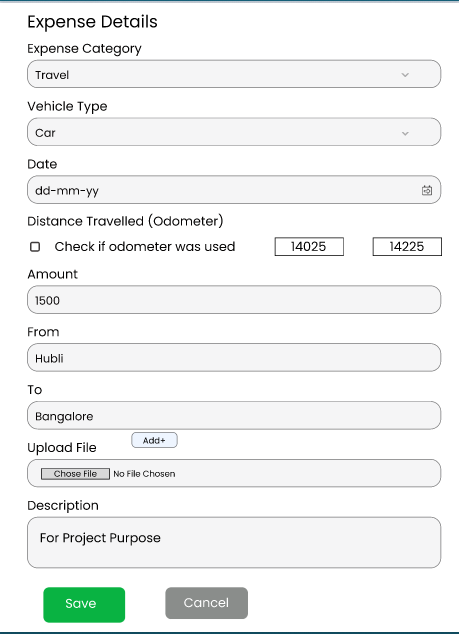 Expense Details
Expense Category
Travel
Vehicle Type
Car
Date
dd-mm-yy
Distance Travelled (Odometer)
Check if odometer was used 14025 14225
Amount
1500
From
Hubli
To
Bangalore
Add+
Upload File
Chose File No File Chosen
Description
For Project Purpose
Save Cancel